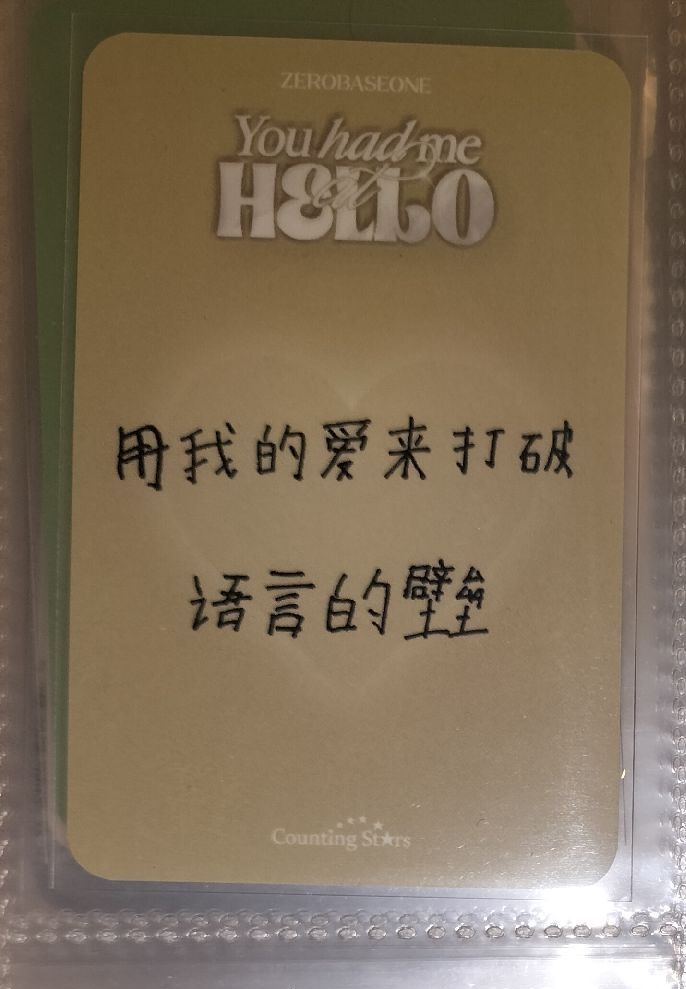 ZEROBASEONE
You had me
at
HELLO
用我的爱来打破
语言的壁垒
Counting Stars